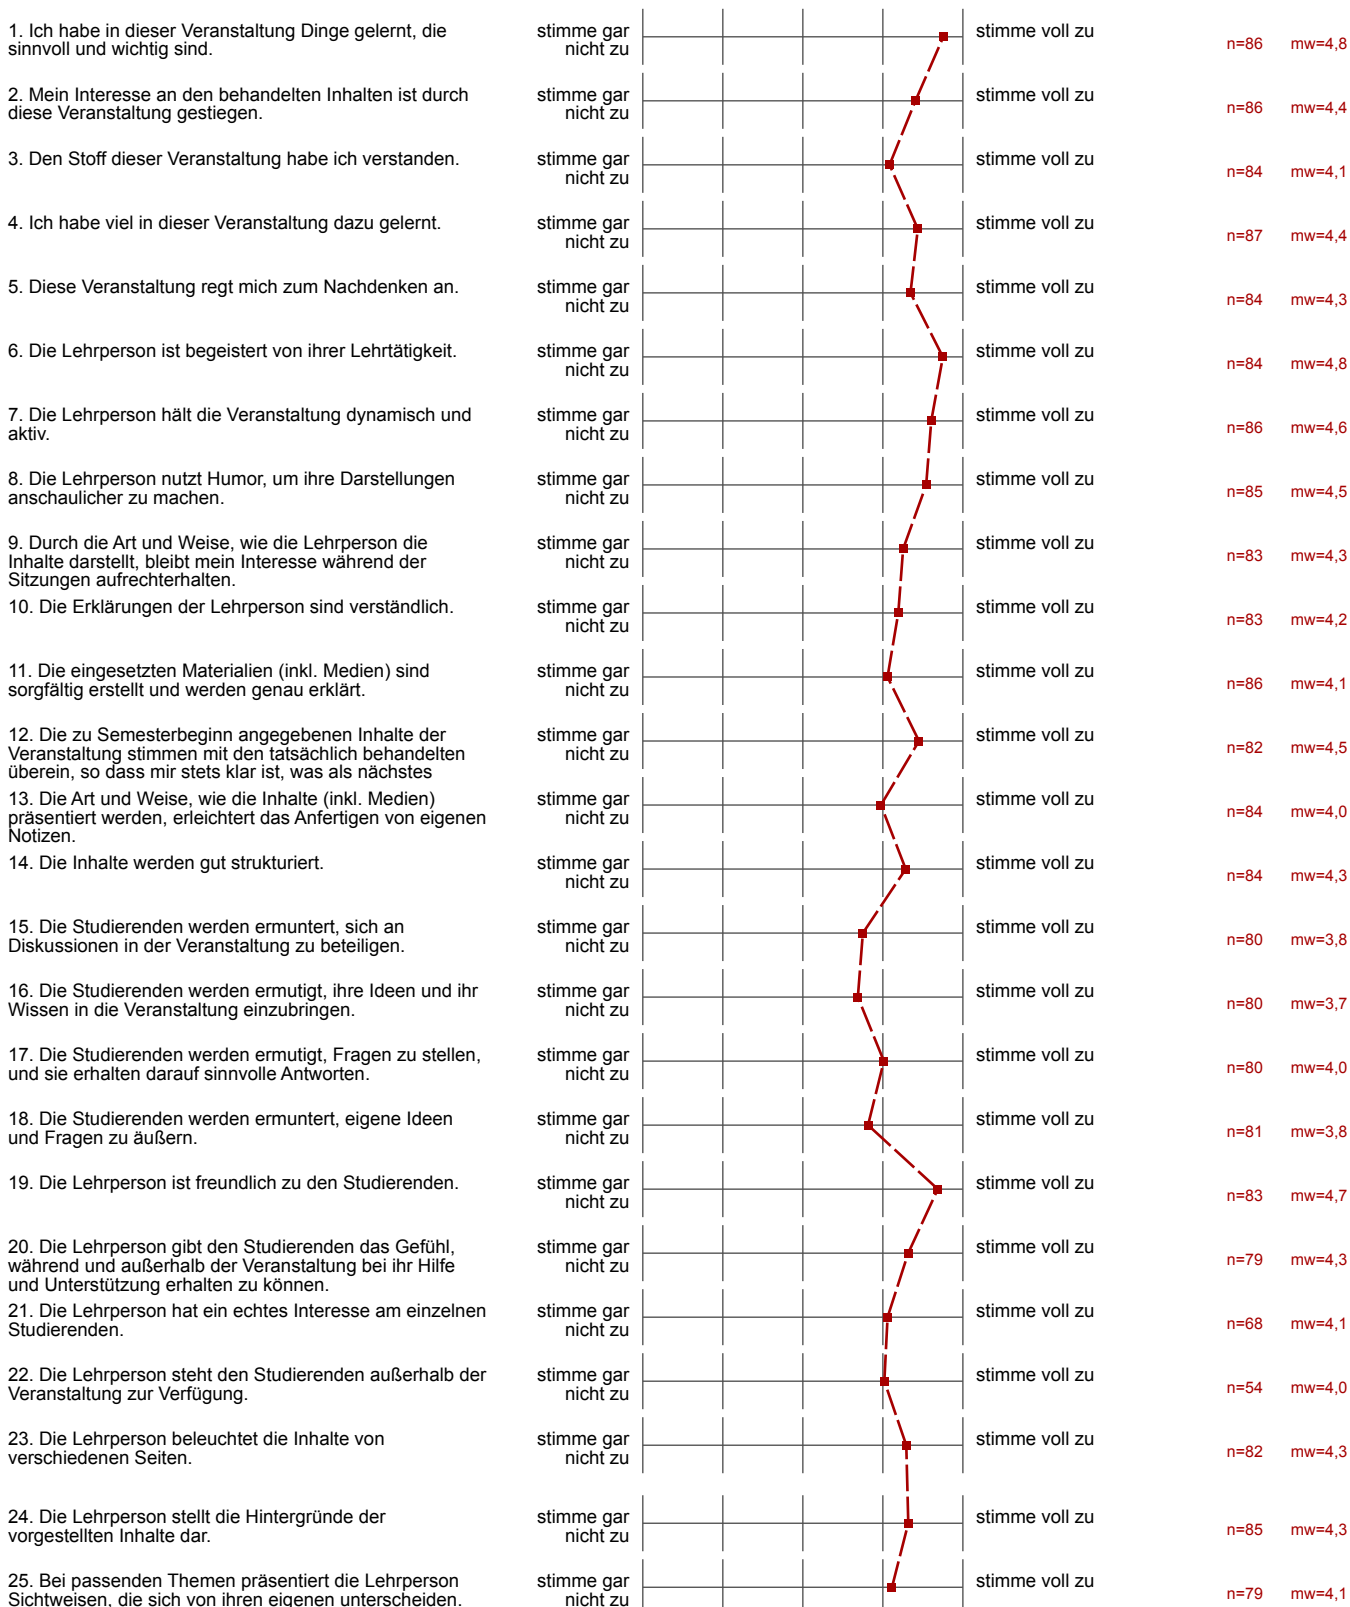 1. Ich habe in dieser Veranstaltung Dinge gelernt, die
sinnvoll und wichtig sind.
stimme gar
nicht zu
stimme voll zu
n=86 mw=4,8
2. Mein Interesse an den behandelten Inhalten ist durch
diese Veranstaltung gestiegen.
stimme gar
nicht zu
stimme voll zu
n=86 mw=4,4
3. Den Stoff dieser Veranstaltung habe ich verstanden.
stimme gar
nicht zu
stimme voll zu
n=84 mw=4,1
4. Ich habe viel in dieser Veranstaltung dazu gelernt.
stimme gar
nicht zu
stimme voll zu
n=87 mw=4,4
5. Diese Veranstaltung regt mich zum Nachdenken an.
stimme gar
nicht zu
stimme voll zu
n=84 mw=4,3
6. Die Lehrperson ist begeistert von ihrer Lehrtätigkeit.
stimme gar
nicht zu
stimme voll zu
n=84 mw=4,8
7. Die Lehrperson hält die Veranstaltung dynamisch und
aktiv.
stimme gar
nicht zu
stimme voll zu
n=86 mw=4,6
8. Die Lehrperson nutzt Humor, um ihre Darstellungen
anschaulicher zu machen.
stimme gar
nicht zu
stimme voll zu
n=85 mw=4,5
9. Durch die Art und Weise, wie die Lehrperson die
Inhalte darstellt, bleibt mein Interesse während der
Sitzungen aufrechterhalten.
stimme gar
nicht zu
stimme voll zu
n=83 mw=4,3
10. Die Erklärungen der Lehrperson sind verständlich.
stimme gar
nicht zu
stimme voll zu
n=83 mw=4,2
11. Die eingesetzten Materialien (inkl. Medien) sind
sorgfältig erstellt und werden genau erklärt.
stimme gar
nicht zu
stimme voll zu
n=86 mw=4,1
12. Die zu Semesterbeginn angegebenen Inhalte der
Veranstaltung stimmen mit den tatsächlich behandelten
überein, so dass mir stets klar ist, was als nächstes
stimme gar
nicht zu
stimme voll zu
n=82 mw=4,5
13. Die Art und Weise, wie die Inhalte (inkl. Medien)
präsentiert werden, erleichtert das Anfertigen von eigenen
Notizen.
stimme gar
nicht zu
stimme voll zu
n=84 mw=4,0
14. Die Inhalte werden gut strukturiert.
stimme gar
nicht zu
stimme voll zu
n=84 mw=4,3
15. Die Studierenden werden ermuntert, sich an
Diskussionen in der Veranstaltung zu beteiligen.
stimme gar
nicht zu
stimme voll zu
n=80 mw=3,8
16. Die Studierenden werden ermutigt, ihre Ideen und ihr
Wissen in die Veranstaltung einzubringen.
stimme gar
nicht zu
stimme voll zu
n=80 mw=3,7
17. Die Studierenden werden ermutigt, Fragen zu stellen,
und sie erhalten darauf sinnvolle Antworten.
stimme gar
nicht zu
stimme voll zu
n=80 mw=4,0
18. Die Studierenden werden ermuntert, eigene Ideen
und Fragen zu äußern.
stimme gar
nicht zu
stimme voll zu
n=81 mw=3,8
19. Die Lehrperson ist freundlich zu den Studierenden.
stimme gar
nicht zu
stimme voll zu
n=83 mw=4,7
20. Die Lehrperson gibt den Studierenden das Gefühl,
während und außerhalb der Veranstaltung bei ihr Hilfe
und Unterstützung erhalten zu können.
stimme gar
nicht zu
stimme voll zu
n=79 mw=4,3
21. Die Lehrperson hat ein echtes Interesse am einzelnen
Studierenden.
stimme gar
nicht zu
stimme voll zu
n=68 mw=4,1
22. Die Lehrperson steht den Studierenden außerhalb der
Veranstaltung zur Verfügung.
stimme gar
nicht zu
stimme voll zu
n=54 mw=4,0
23. Die Lehrperson beleuchtet die Inhalte von
verschiedenen Seiten.
stimme gar
nicht zu
stimme voll zu
n=82 mw=4,3
24. Die Lehrperson stellt die Hintergründe der
vorgestellten Inhalte dar.
stimme gar
nicht zu
stimme voll zu
n=85 mw=4,3
25. Bei passenden Themen präsentiert die Lehrperson
Sichtweisen, die sich von ihren eigenen unterscheiden.
stimme gar
nicht zu
stimme voll zu
n=79 mw=4,1